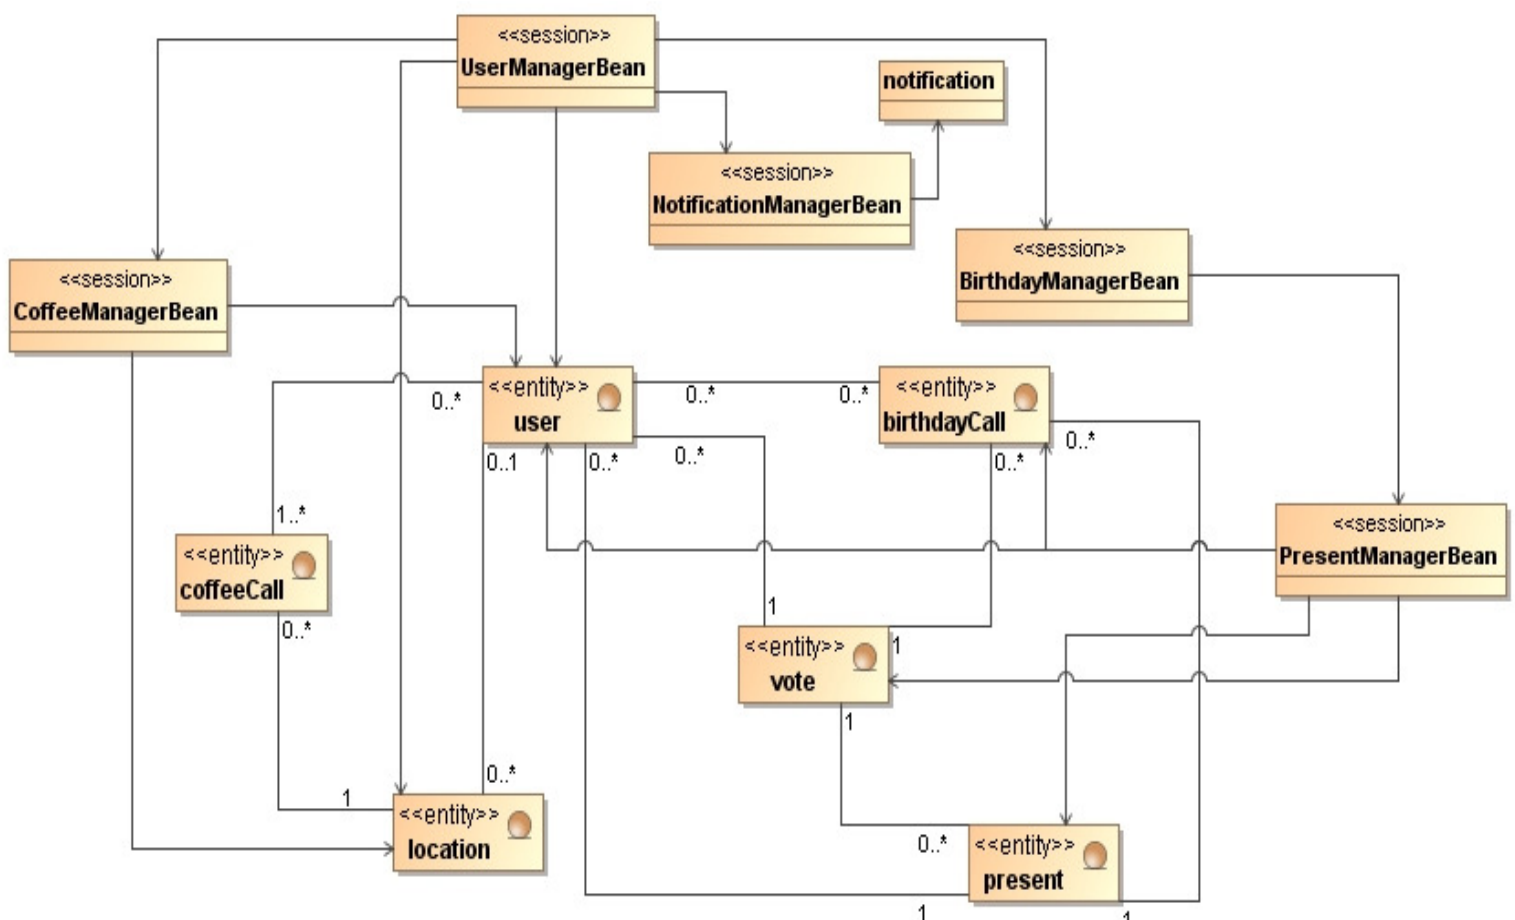 <<session>>
UserManagerBean
notification
<<session>>
NotificationManagerBean
<<session>>
BirthdayManagerBean
<<session>>
CoffeeManagerBean
<<entity>>
user
<<entity>>
birthdayCall
0..*
0..*
0..*
0..*
0..*
0..1
0..*
0..*
1..*
<<session>>
PresentManagerBean
<<entity>>
coffeeCall
0..*
1
<<entity>>
vote
1
1
0..*
1
<<entity>>
location
0..*
<<entity>>
present
1
1